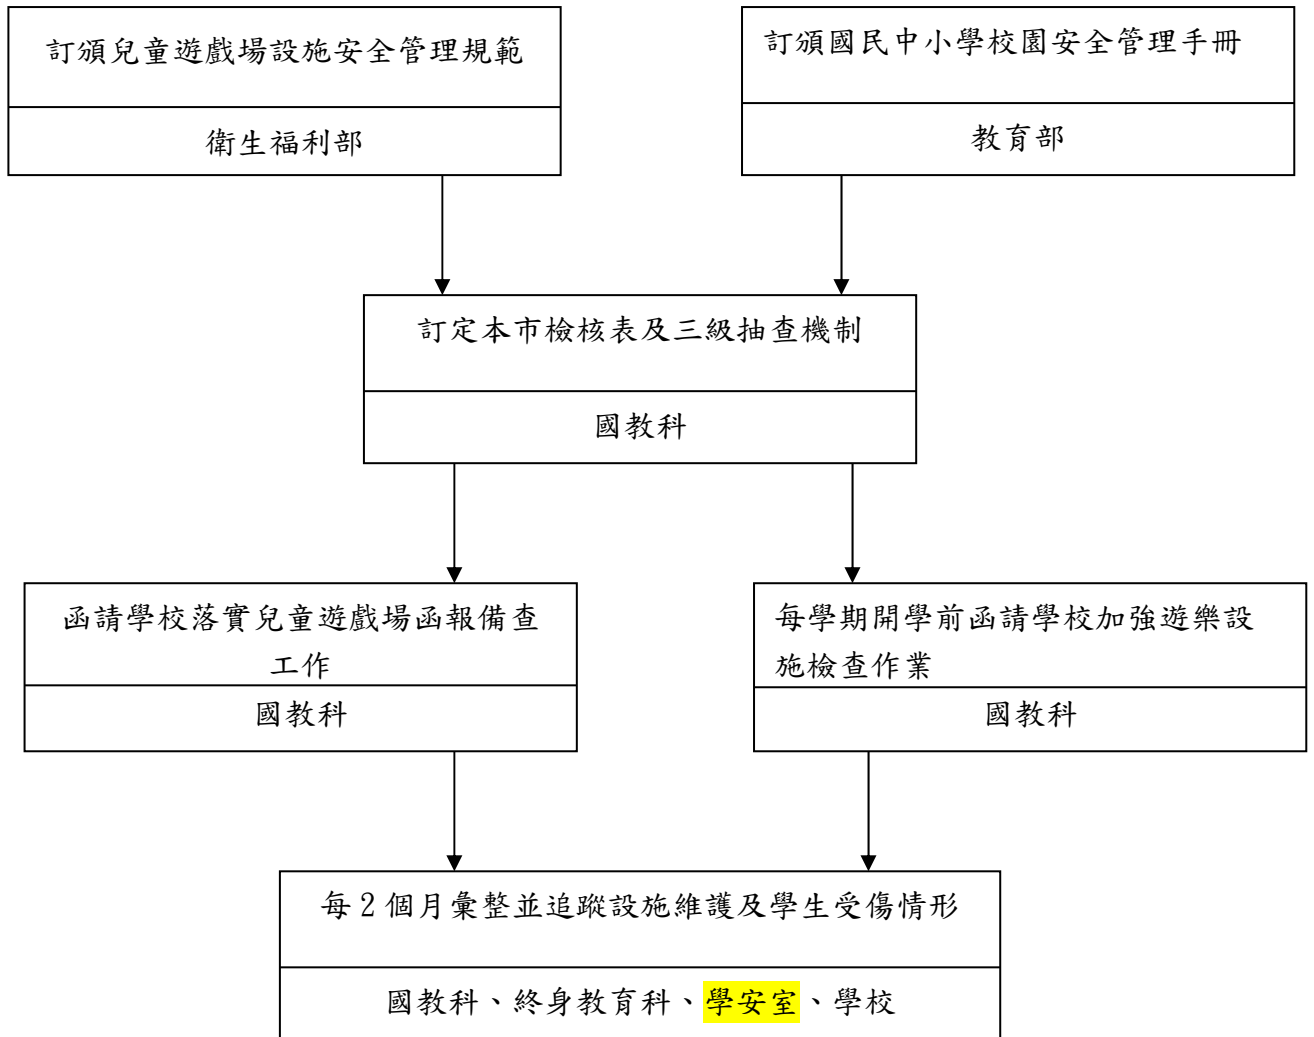 訂頒兒童遊戲場設施安全管理規範
衛生福利部
訂頒國民中小學校園安全管理手冊
教育部
訂定本市檢核表及三級抽查機制
國教科
函請學校落實兒童遊戲場函報備查
工作
國教科
每學期開學前函請學校加強遊樂設
施檢查作業
國教科
每2個月彙整並追蹤設施維護及學生受傷情形
國教科、終身教育科、學安室、學校